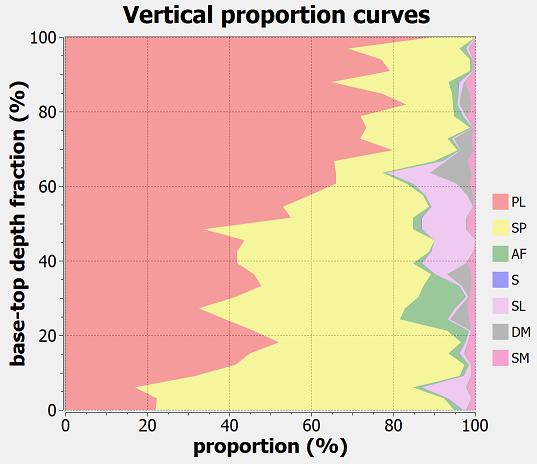 Vertical proportion curves
base-top depth fraction (%)
100
80
60
40
20
0
0 20 40 60 80 100
proportion (%)
PL
SP
AF
S
SL
DM
SM